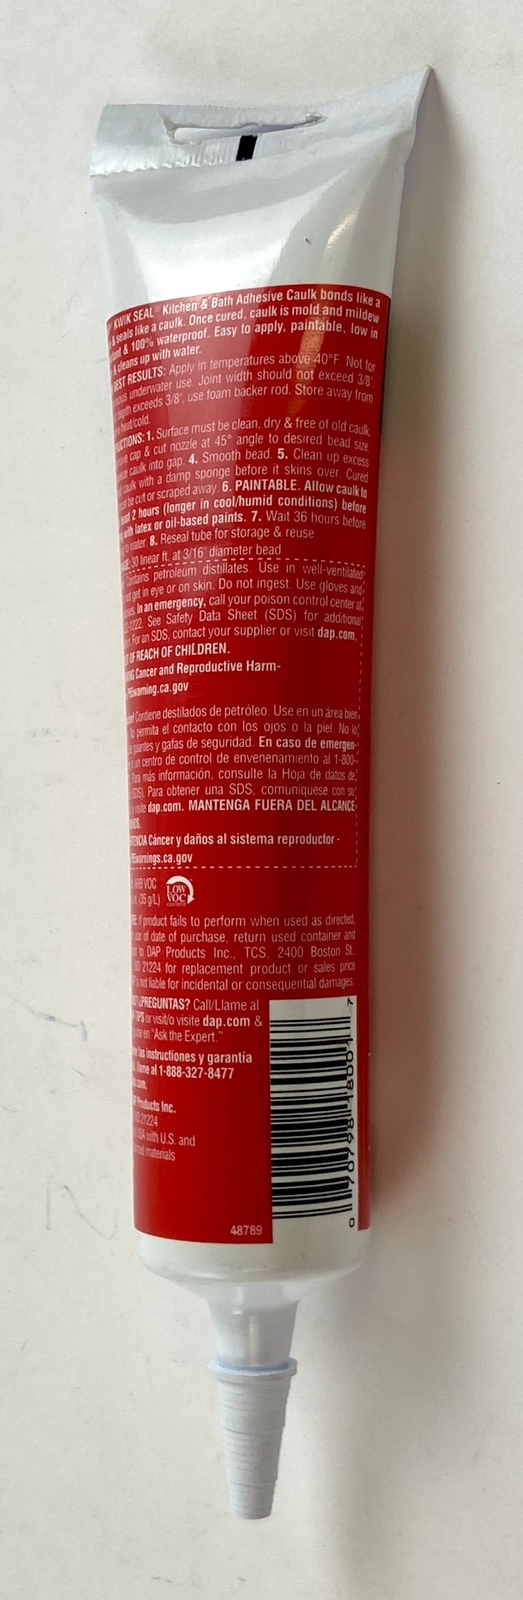 KWIK SEAL Kitchen & Bath Adhesive Caulk bonds like a
& seals like a caulk. Once cured, caulk is mold and mildew
& 100% waterproof. Easy to apply, paintable, low in
& cleans up with water.
BEST RESULTS: Apply in temperatures above 40°F. Not for
underwater use. Joint width should not exceed 3/8".
depth exceeds 3/8", use foam backer rod. Store away from
heat/cold.
1. Surface must be clean, dry & free of old caulk.
cap & cut nozzle at 45° angle to desired bead size.
caulk into gap. 4. Smooth bead. 5. Clean up excess
caulk with a damp sponge before it skins over. Cured
be cut or scraped away. 6. PAINTABLE. Allow caulk to
2 hours (longer in cool/humid conditions) before
with latex or oil-based paints. 7. Wait 36 hours before
water. 8. Reseal tube for storage & reuse
30 linear ft. at 3/16" diameter bead
Contains petroleum distillates. Use in well-ventilated
get in eye or on skin. Do not ingest. Use gloves and
In an emergency, call your poison control center at
1222. See Safety Data Sheet (SDS) for additional
For an SDS, contact your supplier or visit dap.com.
OF REACH OF CHILDREN.
Cancer and Reproductive Harm-
warning.ca.gov
Contiene destilados de petróleo. Use en un área bien
No permita el contacto con los ojos o la piel. No lo
guantes y gafas de seguridad. En caso de emergen-
a un centro de control de envenenamiento al 1-800-
Para más información, consulte la Hoja de datos de
(SDS). Para obtener una SDS, comuniquese con su
visite dap.com. MANTENGA FUERA DEL ALCANCE
Cáncer y daños al sistema reproductor -
warnings.ca.gov
VOC
(35 g/L)
LOW
VOC
CONTENT
If product fails to perform when used as directed,
of date of purchase, return used container and
to DAP Products Inc., TCS, 2400 Boston St.
21224 for replacement product or sales price
is not liable for incidental or consequential damages.
¿PREGUNTAS? Call/Llame al
TIPS or visit/o visite dap.com &
en "Ask the Expert."
las instructiones y garantía
llame al 1-888-327-8477
com.
Products Inc.
21224
USA with U.S. and
materials
48789
0 70798 18001 7